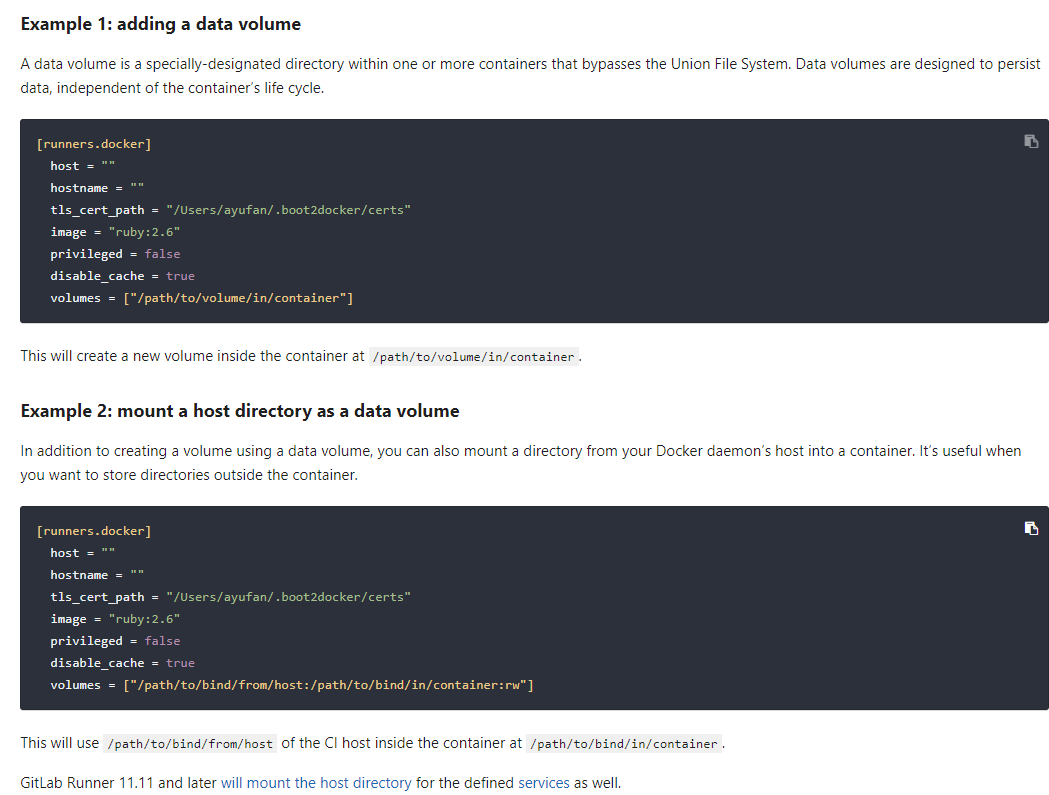 Example 1: adding a data volume
A data volume is a specially-designated directory within one or more containers that bypasses the Union File System. Data volumes are designed to persist
data, independent of the container's life cycle.
[runners.docker]
  host = ""
  hostname = ""
  tls_cert_path = "/Users/ayufan/.boot2docker/certs"
  image = "ruby:2.6"
  privileged = false
  disable_cache = true
  volumes = ["/path/to/volume/in/container"]
This will create a new volume inside the container at /path/to/volume/in/container.
Example 2: mount a host directory as a data volume
In addition to creating a volume using a data volume, you can also mount a directory from your Docker daemon's host into a container. It's useful when
you want to store directories outside the container.
[runners.docker]
  host = ""
  hostname = ""
  tls_cert_path = "/Users/ayufan/.boot2docker/certs"
  image = "ruby:2.6"
  privileged = false
  disable_cache = true
  volumes = ["/path/to/bind/from/host:/path/to/bind/in/container:rw"]
This will use /path/to/bind/from/host of the CI host inside the container at /path/to/bind/in/container.
GitLab Runner 11.11 and later will mount the host directory for the defined services as well.